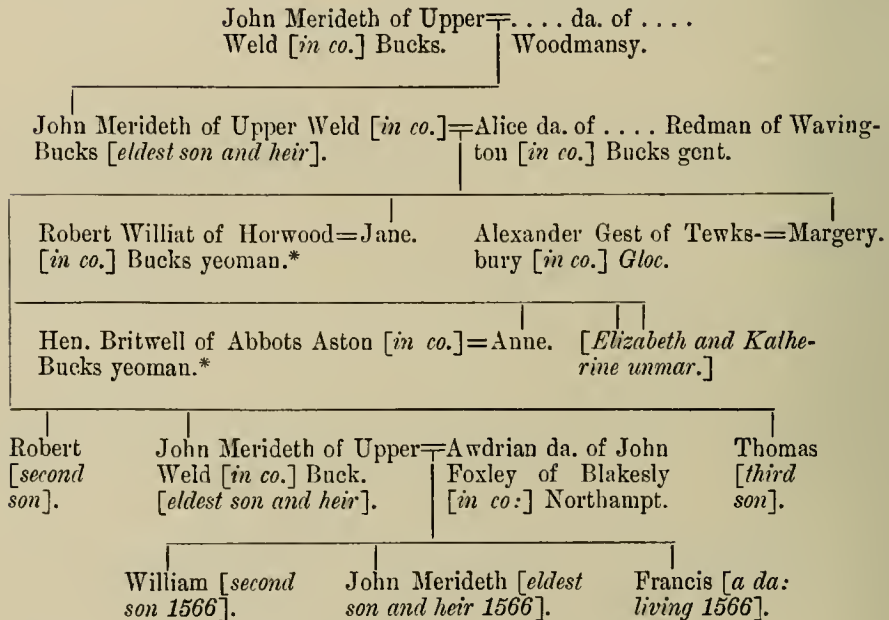 John Merideth of Upper=. . . . da. of . . . .
Weld [in co.] Bucks. Woodmansy.
John Merideth of Upper Weld [in co.]=Alice da. of . . . . Redman of Waving-
Bucks [eldest son and heir]. ton [in co.] Bucks gent.
Robert Williat of Horwood=Jane.
[in co.] Bucks yeoman.*
Alexander Gest of Tewks-=Margery.
bury [in co.] Gloc.
Hen. Britwell of Abbots Aston [in co.]=Anne.
Bucks yeoman.*
[Elizabeth and Kathe-
rine unmar.]
Robert
[second
son].
John Merideth of Upper=Awdrian da. of John
Weld [in co.] Buck. Foxley of Blakesly
[eldest son and heir]. [in co:] Northampt.
Thomas
[third
son].
William [second
son 1566].
John Merideth [eldest
son and heir 1566].
Francis [a da:
living 1566].